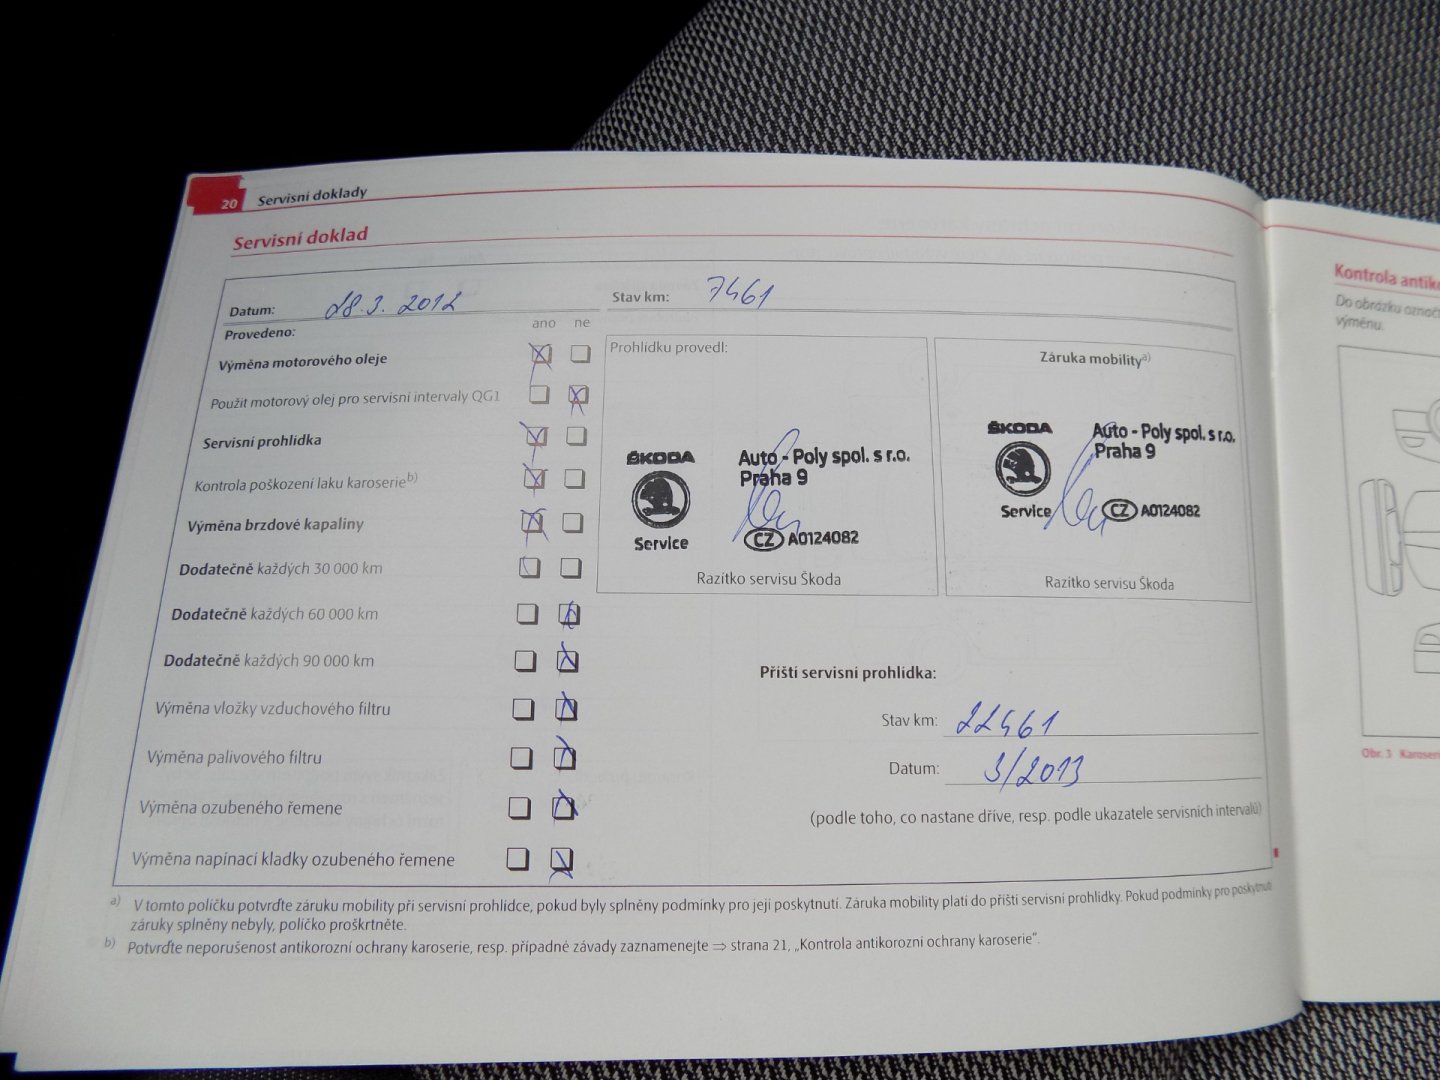 20 Servisní doklady
Servisní doklad
Datum: 28.3. 2012
Stav km: 7461
Provedeno: ano ne
Výměna motorového oleje
Použit motorový olej pro servisní intervaly QG1
Servisní prohlídka
Kontrola poškození laku karoserie b)
Výměna brzdové kapaliny
Dodatečně každých 30 000 km
Dodatečně každých 60 000 km
Dodatečně každých 90 000 km
Výměna vložky vzduchového filtru
Výměna palivového filtru
Výměna ozubeného řemene
Výměna napínací kladky ozubeného řemene
Prohlídku provedl:
ŠKODA
Service
Auto - Poly spol. s r.o.
Praha 9
CZ A0124082
Razítko servisu Škoda
Záruka mobility a)
ŠKODA
Service
Auto - Poly spol. s r.o.
Praha 9
CZ A0124082
Razítko servisu Škoda
Příští servisní prohlídka:
Stav km: 22461
Datum: 3/2013
(podle toho, co nastane dříve, resp. podle ukazatele servisních intervalů)
a) V tomto políčku potvrďte záruku mobility při servisní prohlídce, pokud byly splněny podmínky pro její poskytnutí. Záruka mobility platí do příští servisní prohlídky. Pokud podmínky pro poskytnutí
záruky splněny nebyly, políčko proškrtněte.
b) Potvrďte neporušenost antikorozní ochrany karoserie, resp. případné závady zaznamenejte ⇒ strana 21, „Kontrola antikorozní ochrany karoserie“.
Kontrola
Do obrázku
výměnu.
Obr. 3